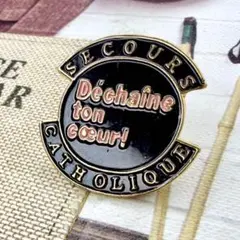 SECOURS
Déchaîne
ton
cœur!
CATHOLIQUE